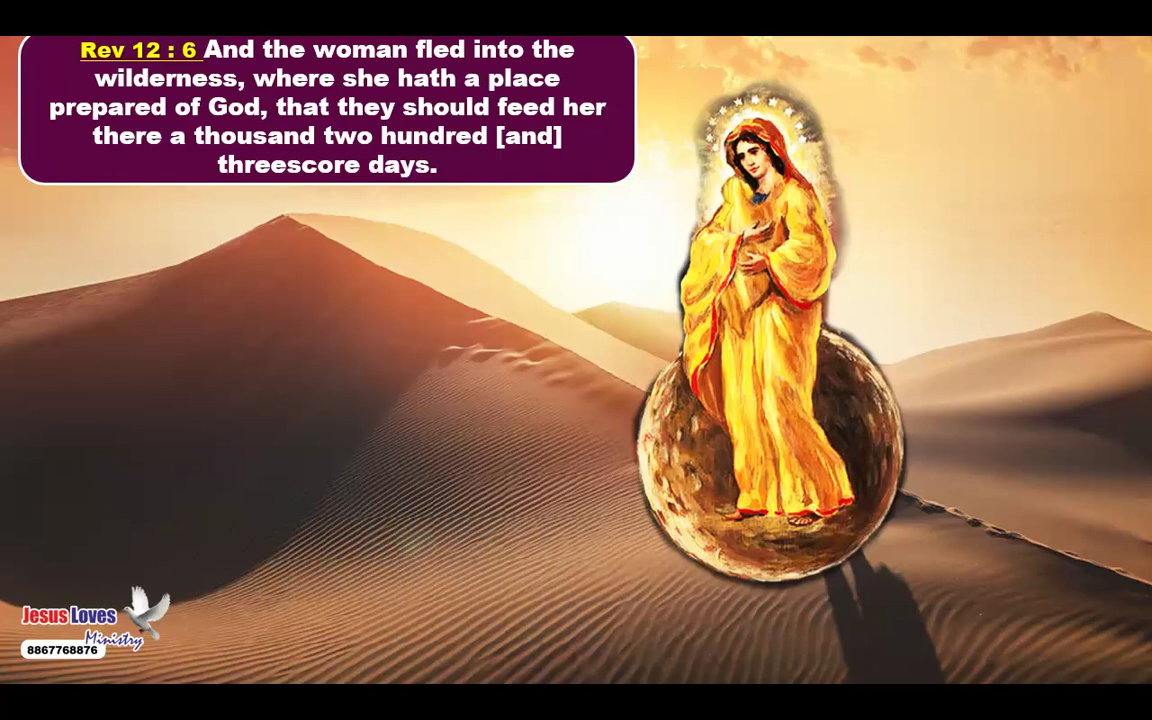 Rev 12 : 6 And the woman fled into the
wilderness, where she hath a place
prepared of God, that they should feed her
there a thousand two hundred [and]
threescore days.
Jesus Loves
Ministry
8867768876